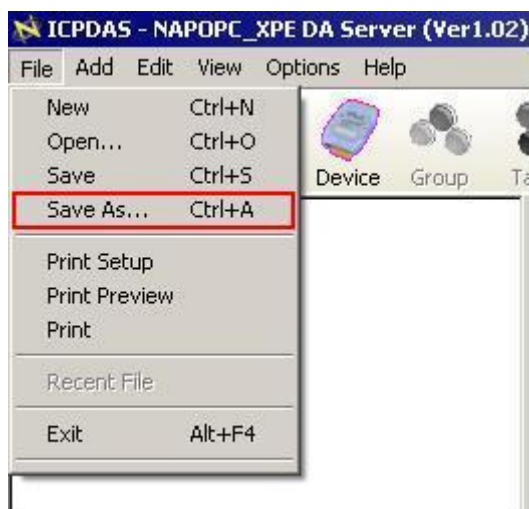 ICPDAS - NAPOPC_XPE DA Server (Ver1.02)
File Add Edit View Options Help
New Ctrl+N
Open... Ctrl+O
Save Ctrl+S
Save As... Ctrl+A
Print Setup
Print Preview
Print
Recent File
Exit Alt+F4
Device Group